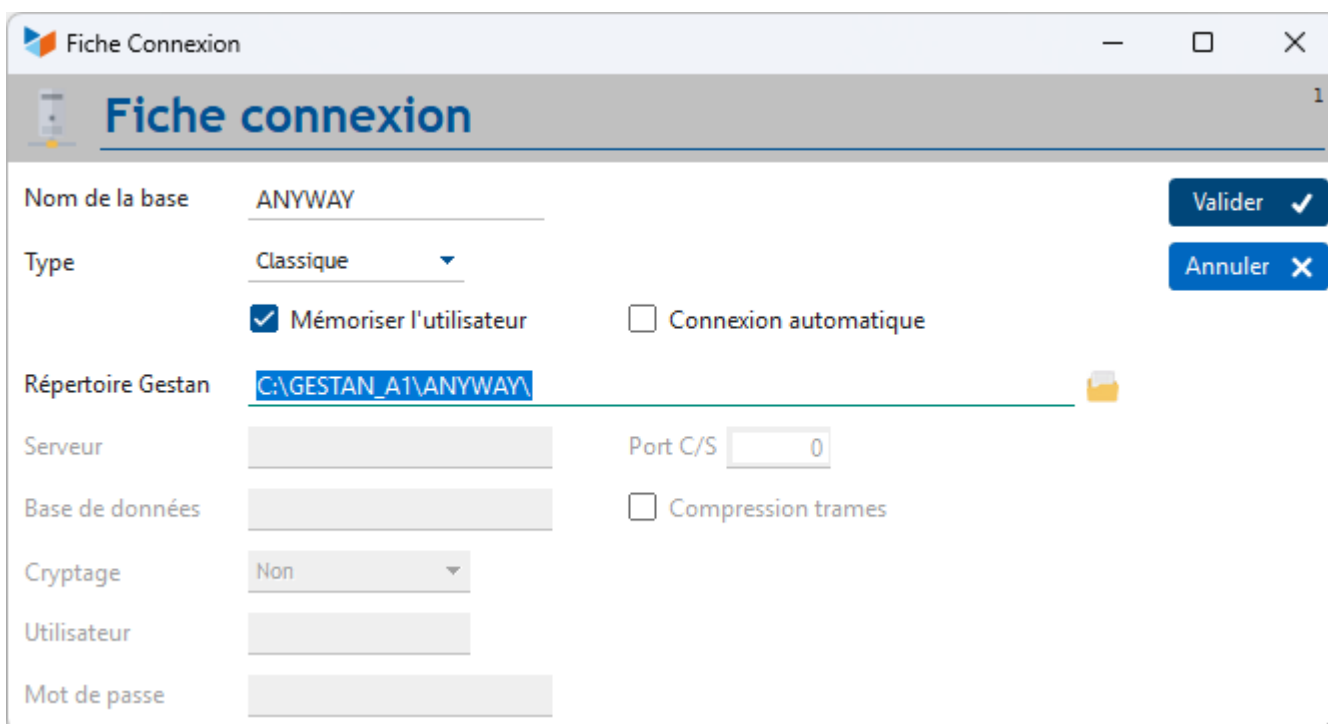 Fiche Connexion
Fiche connexion
1
Nom de la base ANYWAY
Valider
Type Classique
Annuler
Mémoriser l'utilisateur Connexion automatique
Répertoire Gestan C:\GESTAN_A1\ANYWAY\
Serveur Port C/S 0
Base de données Compression trames
Cryptage Non
Utilisateur
Mot de passe